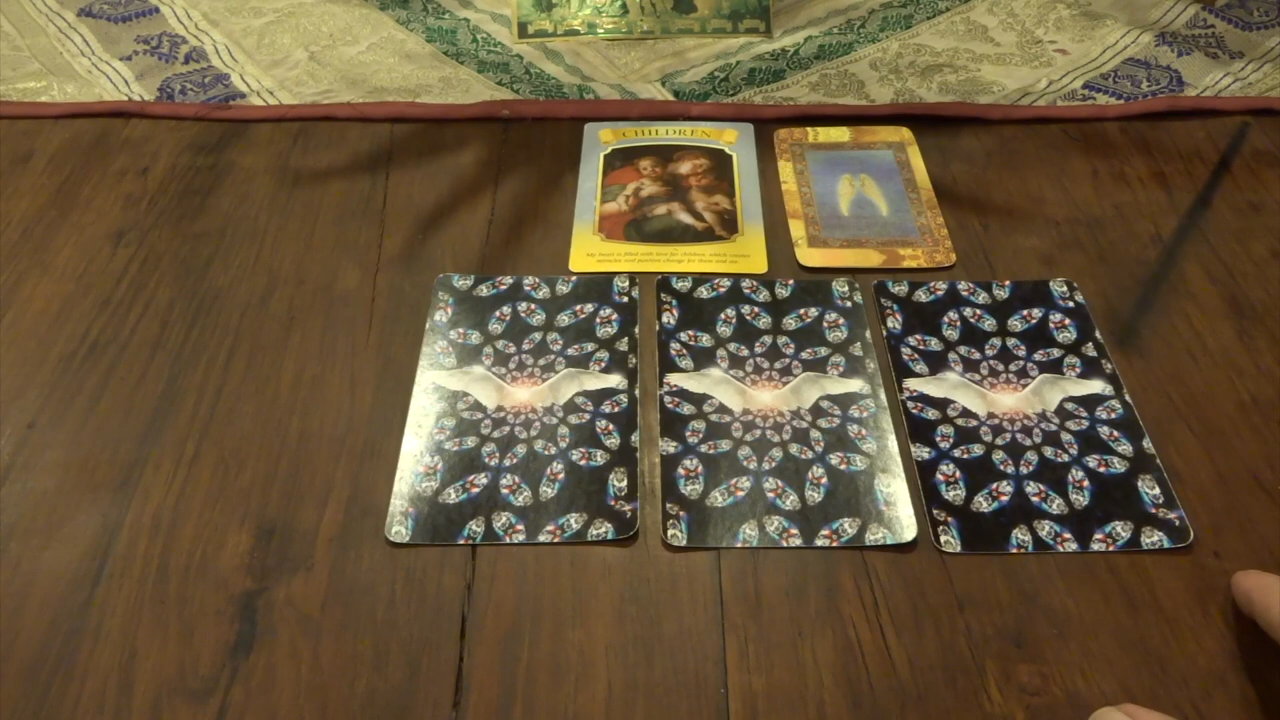 CHILDREN
My heart is filled with love for children, which creates
miracles and positive change for them and me.